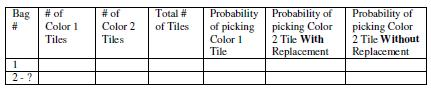 Bag # | # of Color 1 Tiles | # of Color 2 Tiles | Total # of Tiles | Probability of picking Color 1 Tile | Probability of picking Color 2 Tile With Replacement | Probability of picking Color 2 Tile Without Replacement
1
2 - ?